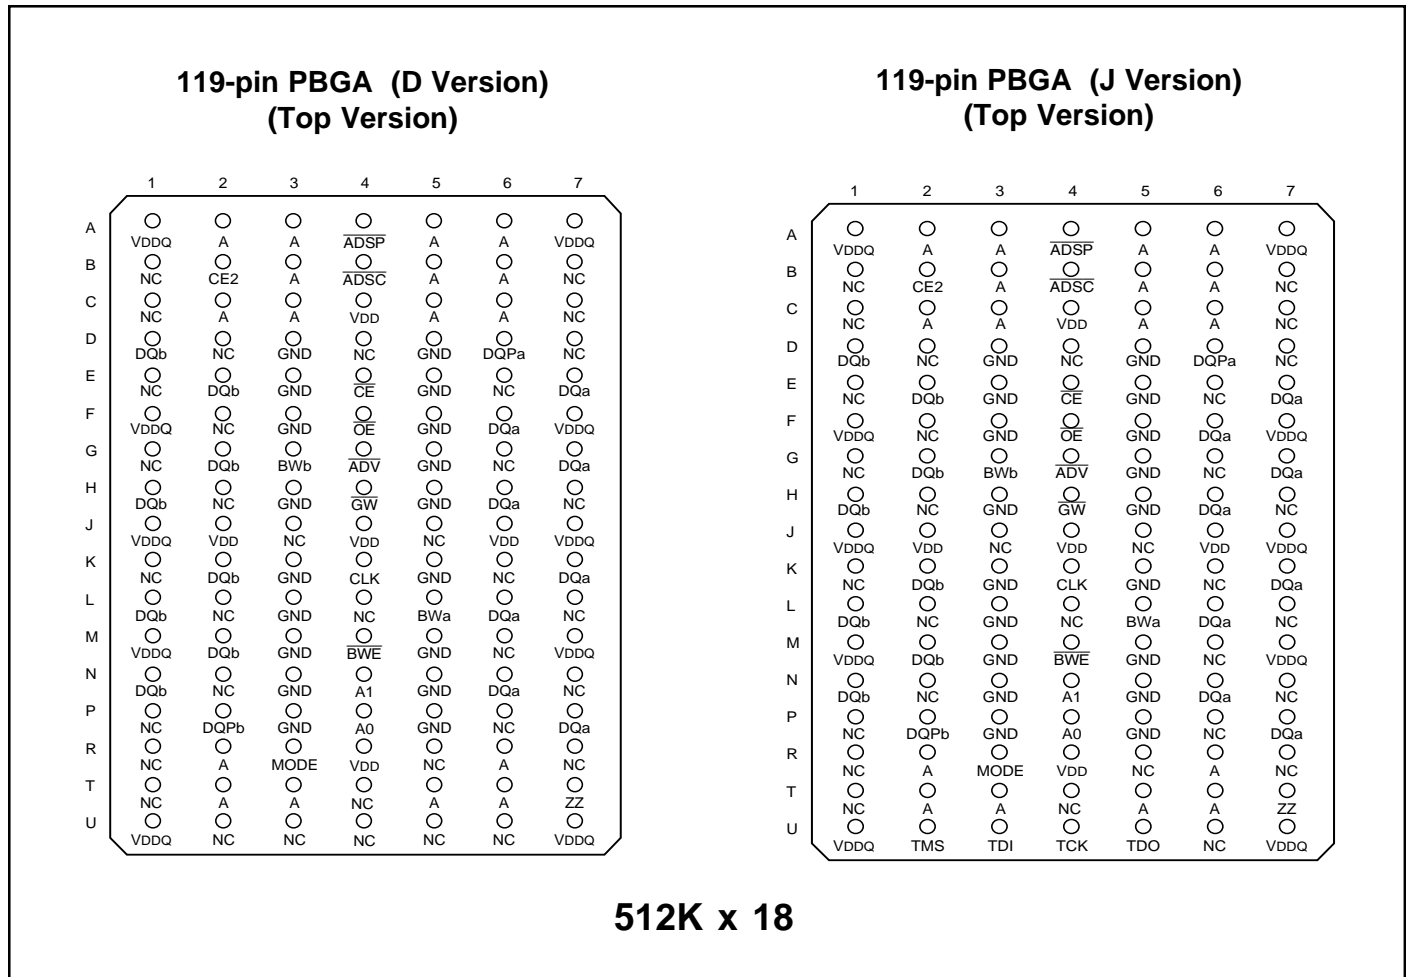 119-pin PBGA (D Version)
(Top Version)
1 2 3 4 5 6 7
A
VDDQ A A ADSP A A VDDQ
B
NC CE2 A ADSC A A NC
C
NC A A VDD A A NC
D
DQb NC GND NC GND DQPa NC
E
NC DQb GND CE GND NC DQa
F
VDDQ NC GND OE GND DQa VDDQ
G
NC DQb BWb ADV GND NC DQa
H
DQb NC GND GW GND DQa NC
J
VDDQ VDD NC VDD NC VDD VDDQ
K
NC DQb GND CLK GND NC DQa
L
DQb NC GND NC BWa DQa NC
M
VDDQ DQb GND BWE GND NC VDDQ
N
DQb NC GND A1 GND DQa NC
P
NC DQPb GND A0 GND NC DQa
R
NC A MODE VDD NC A NC
T
NC A A NC A A ZZ
U
VDDQ NC NC NC NC NC VDDQ
119-pin PBGA (J Version)
(Top Version)
1 2 3 4 5 6 7
A
VDDQ A A ADSP A A VDDQ
B
NC CE2 A ADSC A A NC
C
NC A A VDD A A NC
D
DQb NC GND NC GND DQPa NC
E
NC DQb GND CE GND NC DQa
F
VDDQ NC GND OE GND DQa VDDQ
G
NC DQb BWb ADV GND NC DQa
H
DQb NC GND GW GND DQa NC
J
VDDQ VDD NC VDD NC VDD VDDQ
K
NC DQb GND CLK GND NC DQa
L
DQb NC GND NC BWa DQa NC
M
VDDQ DQb GND BWE GND NC VDDQ
N
DQb NC GND A1 GND DQa NC
P
NC DQPb GND A0 GND NC DQa
R
NC A MODE VDD NC A NC
T
NC A A NC A A ZZ
U
VDDQ TMS TDI TCK TDO NC VDDQ
512K x 18